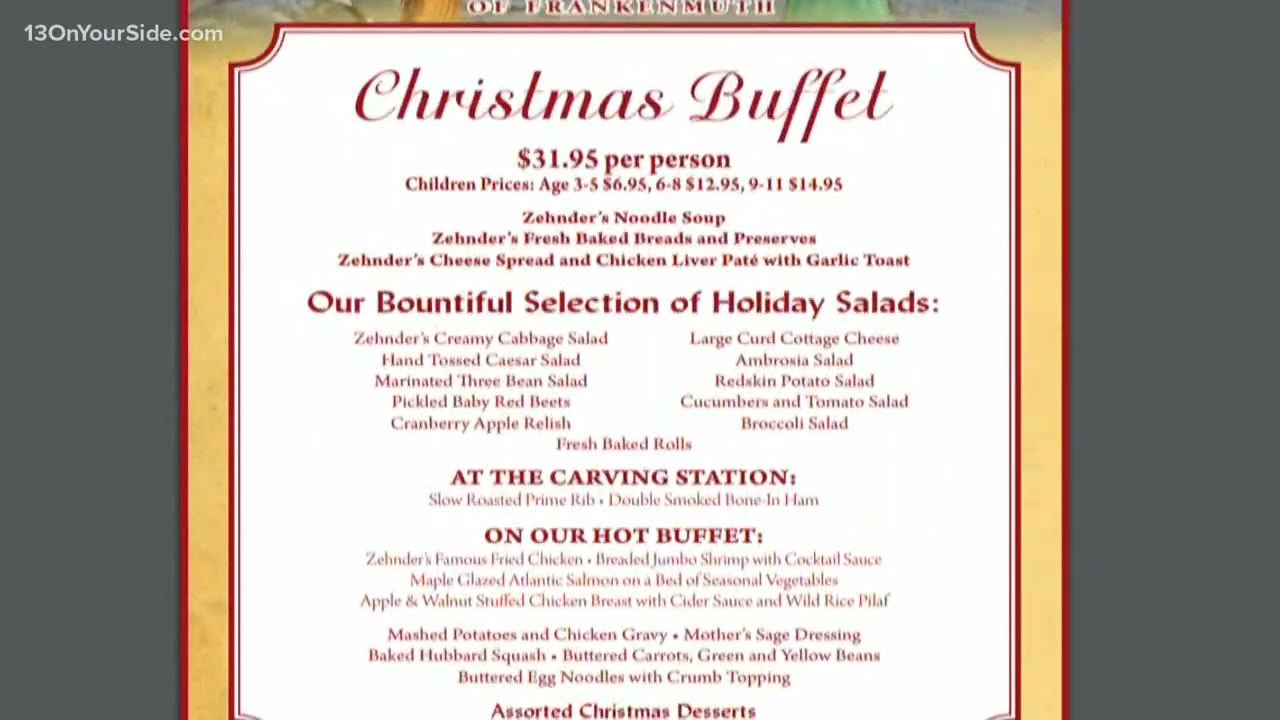 13OnYourSide.com
OF FRANKENMUTH
Christmas Buffet
$31.95 per person
Children Prices: Age 3-5 $6.95, 6-8 $12.95, 9-11 $14.95
Zehnder's Noodle Soup
Zehnder's Fresh Baked Breads and Preserves
Zehnder's Cheese Spread and Chicken Liver Paté with Garlic Toast
Our Bountiful Selection of Holiday Salads:
Zehnder's Creamy Cabbage Salad
Hand Tossed Caesar Salad
Marinated Three Bean Salad
Pickled Baby Red Beets
Cranberry Apple Relish
Large Curd Cottage Cheese
Ambrosia Salad
Redskin Potato Salad
Cucumbers and Tomato Salad
Broccoli Salad
Fresh Baked Rolls
AT THE CARVING STATION:
Slow Roasted Prime Rib • Double Smoked Bone-In Ham
ON OUR HOT BUFFET:
Zehnder's Famous Fried Chicken • Breaded Jumbo Shrimp with Cocktail Sauce
Maple Glazed Atlantic Salmon on a Bed of Seasonal Vegetables
Apple & Walnut Stuffed Chicken Breast with Cider Sauce and Wild Rice Pilaf
Mashed Potatoes and Chicken Gravy • Mother's Sage Dressing
Baked Hubbard Squash • Buttered Carrots, Green and Yellow Beans
Buttered Egg Noodles with Crumb Topping
Assorted Christmas Desserts